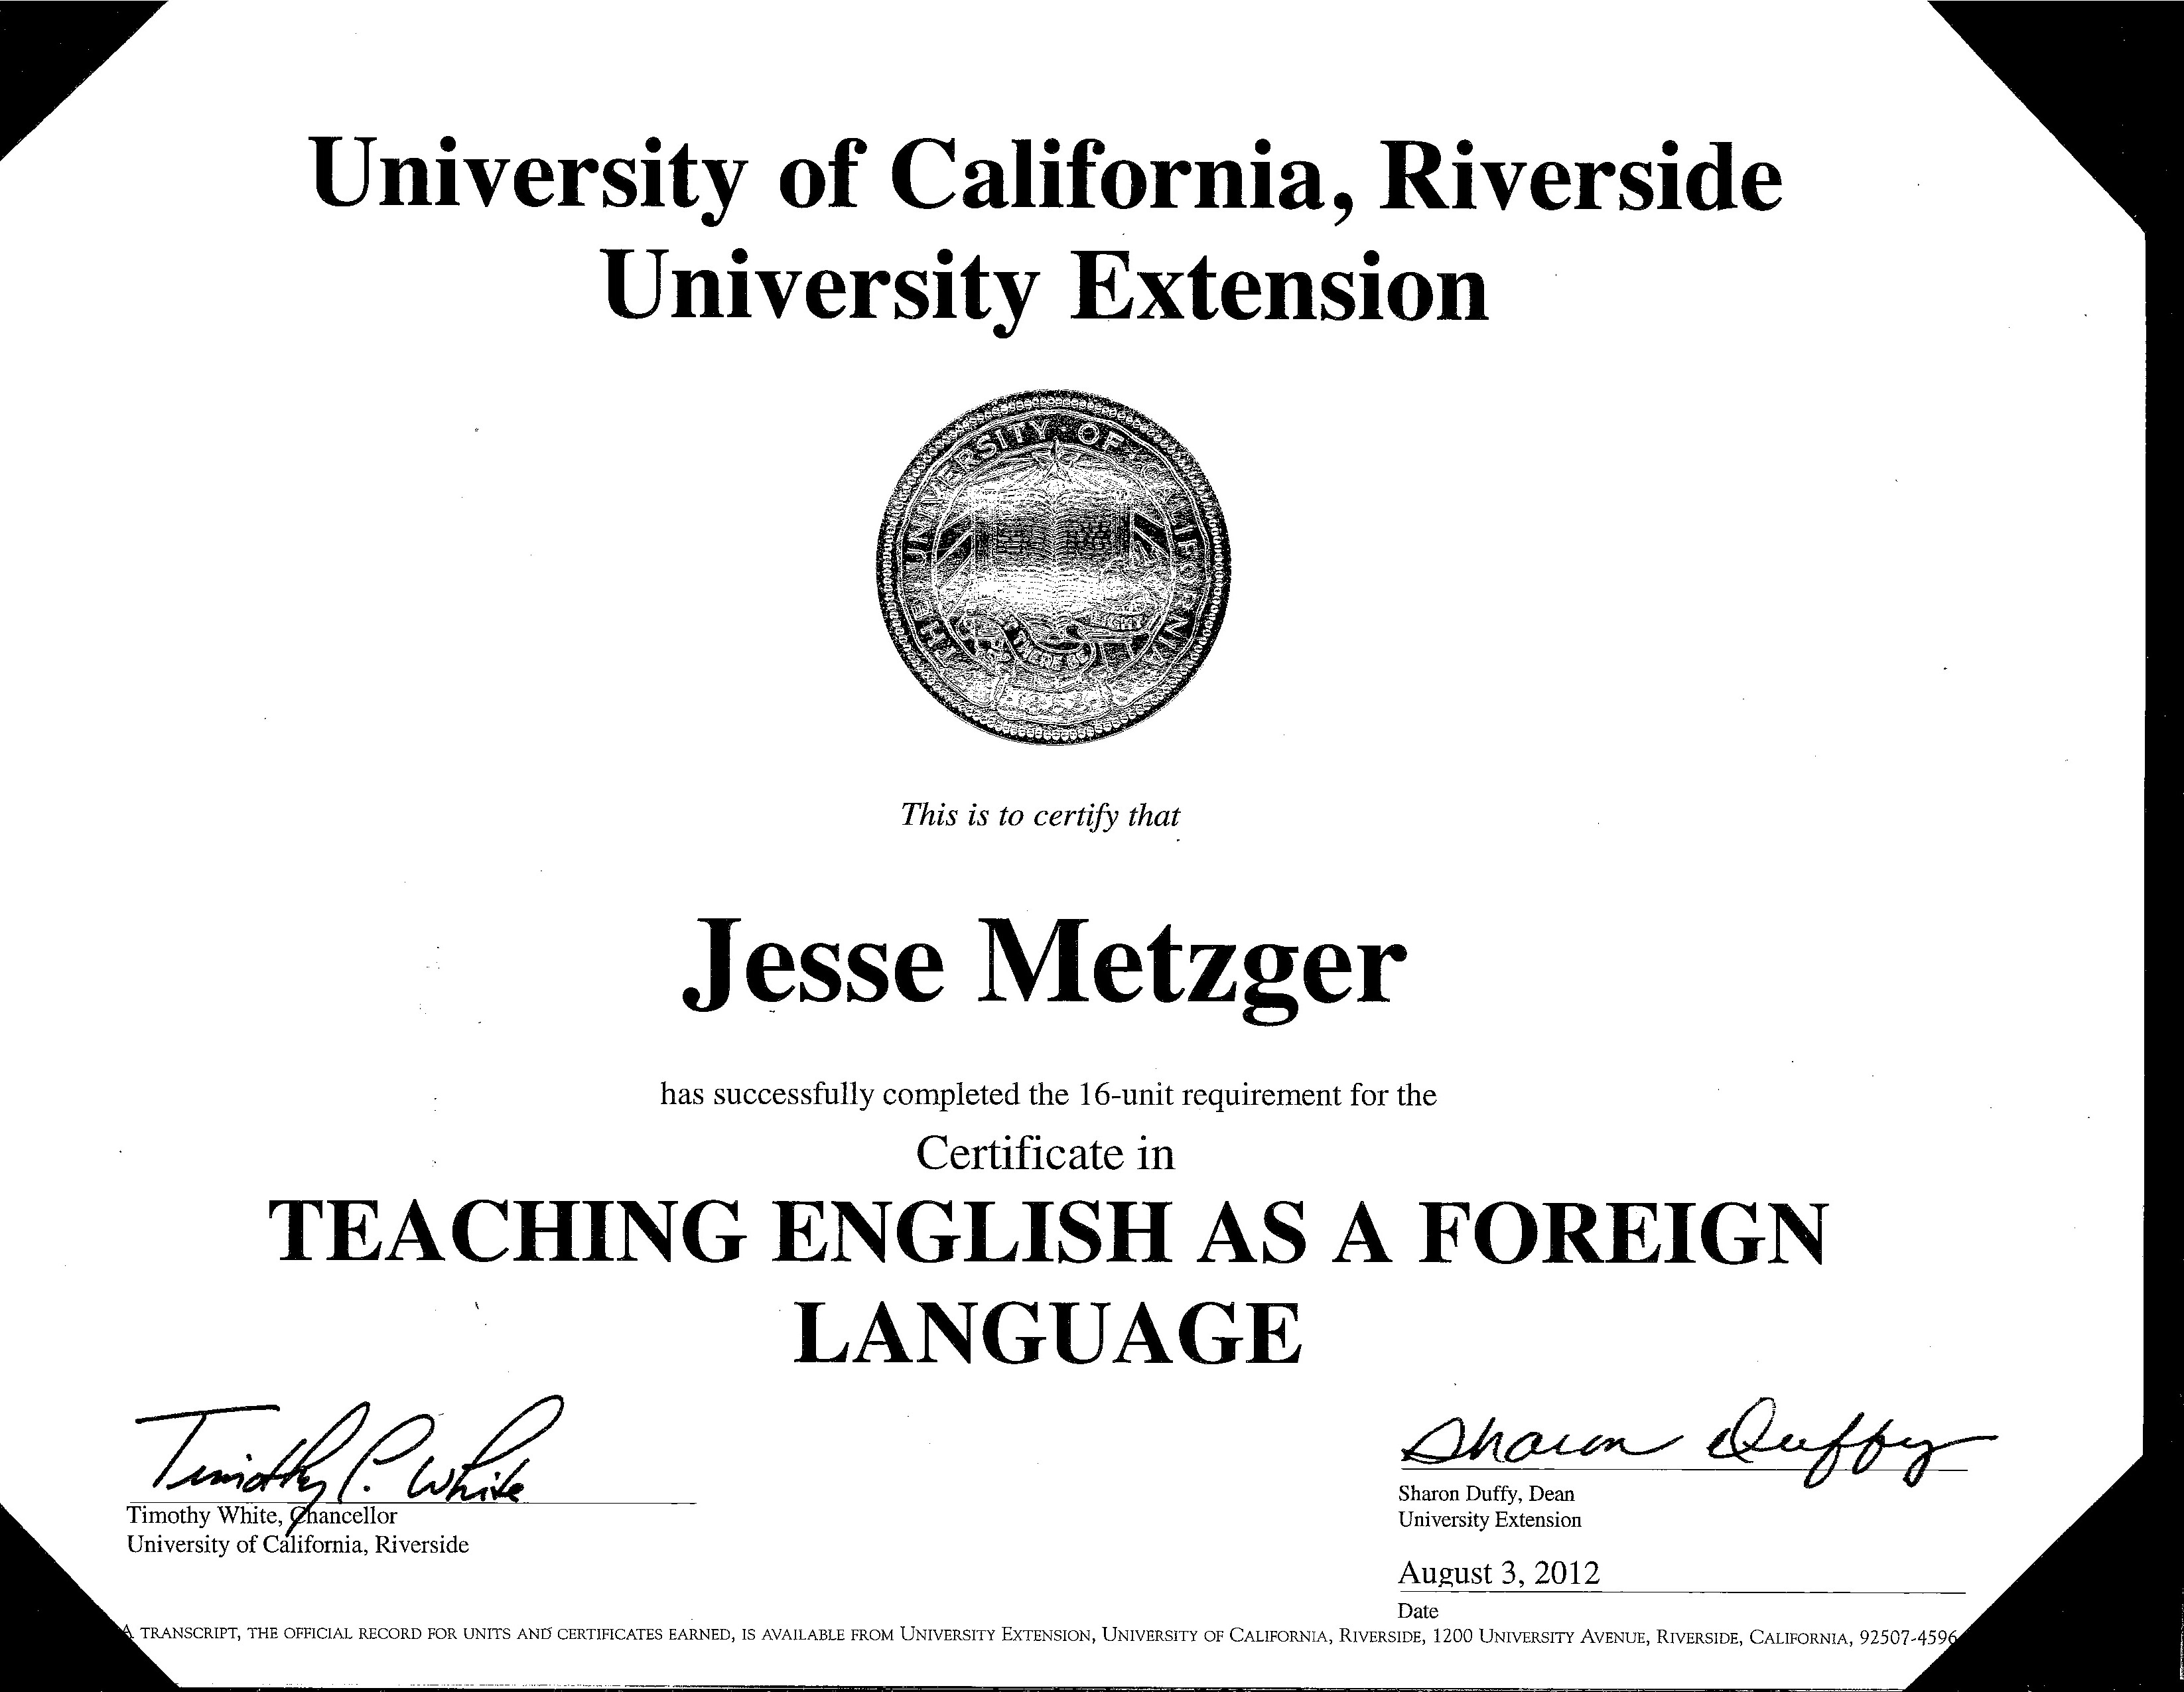 University of California, Riverside
University Extension
THE UNIVERSITY OF CALIFORNIA
THERE BE
LIGHT
This is to certify that
Jesse Metzger
has successfully completed the 16-unit requirement for the
Certificate in
TEACHING ENGLISH AS A FOREIGN
LANGUAGE
Timothy P. White
Timothy White, Chancellor
University of California, Riverside
Sharon Duffy
Sharon Duffy, Dean
University Extension
August 3, 2012
Date
A TRANSCRIPT, THE OFFICIAL RECORD FOR UNITS AND CERTIFICATES EARNED, IS AVAILABLE FROM UNIVERSITY EXTENSION, UNIVERSITY OF CALIFORNIA, RIVERSIDE, 1200 UNIVERSITY AVENUE, RIVERSIDE, CALIFORNIA, 92507-4596